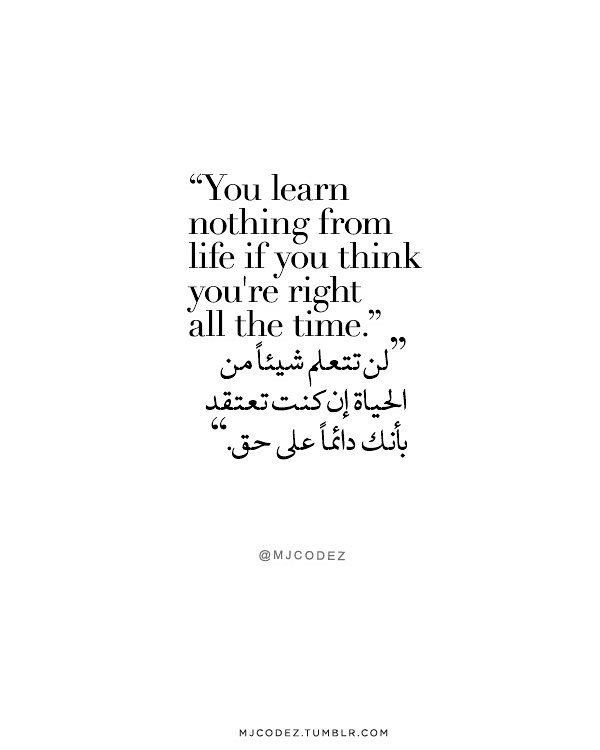 “You learn
nothing from
life if you think
you're right
all the time.”
”لن تتعلم شيئاً من
الحياة إن كنت تعتقد
بأنك دائماً على حق.“
@MJCODEZ
MJCODEZ.TUMBLR.COM